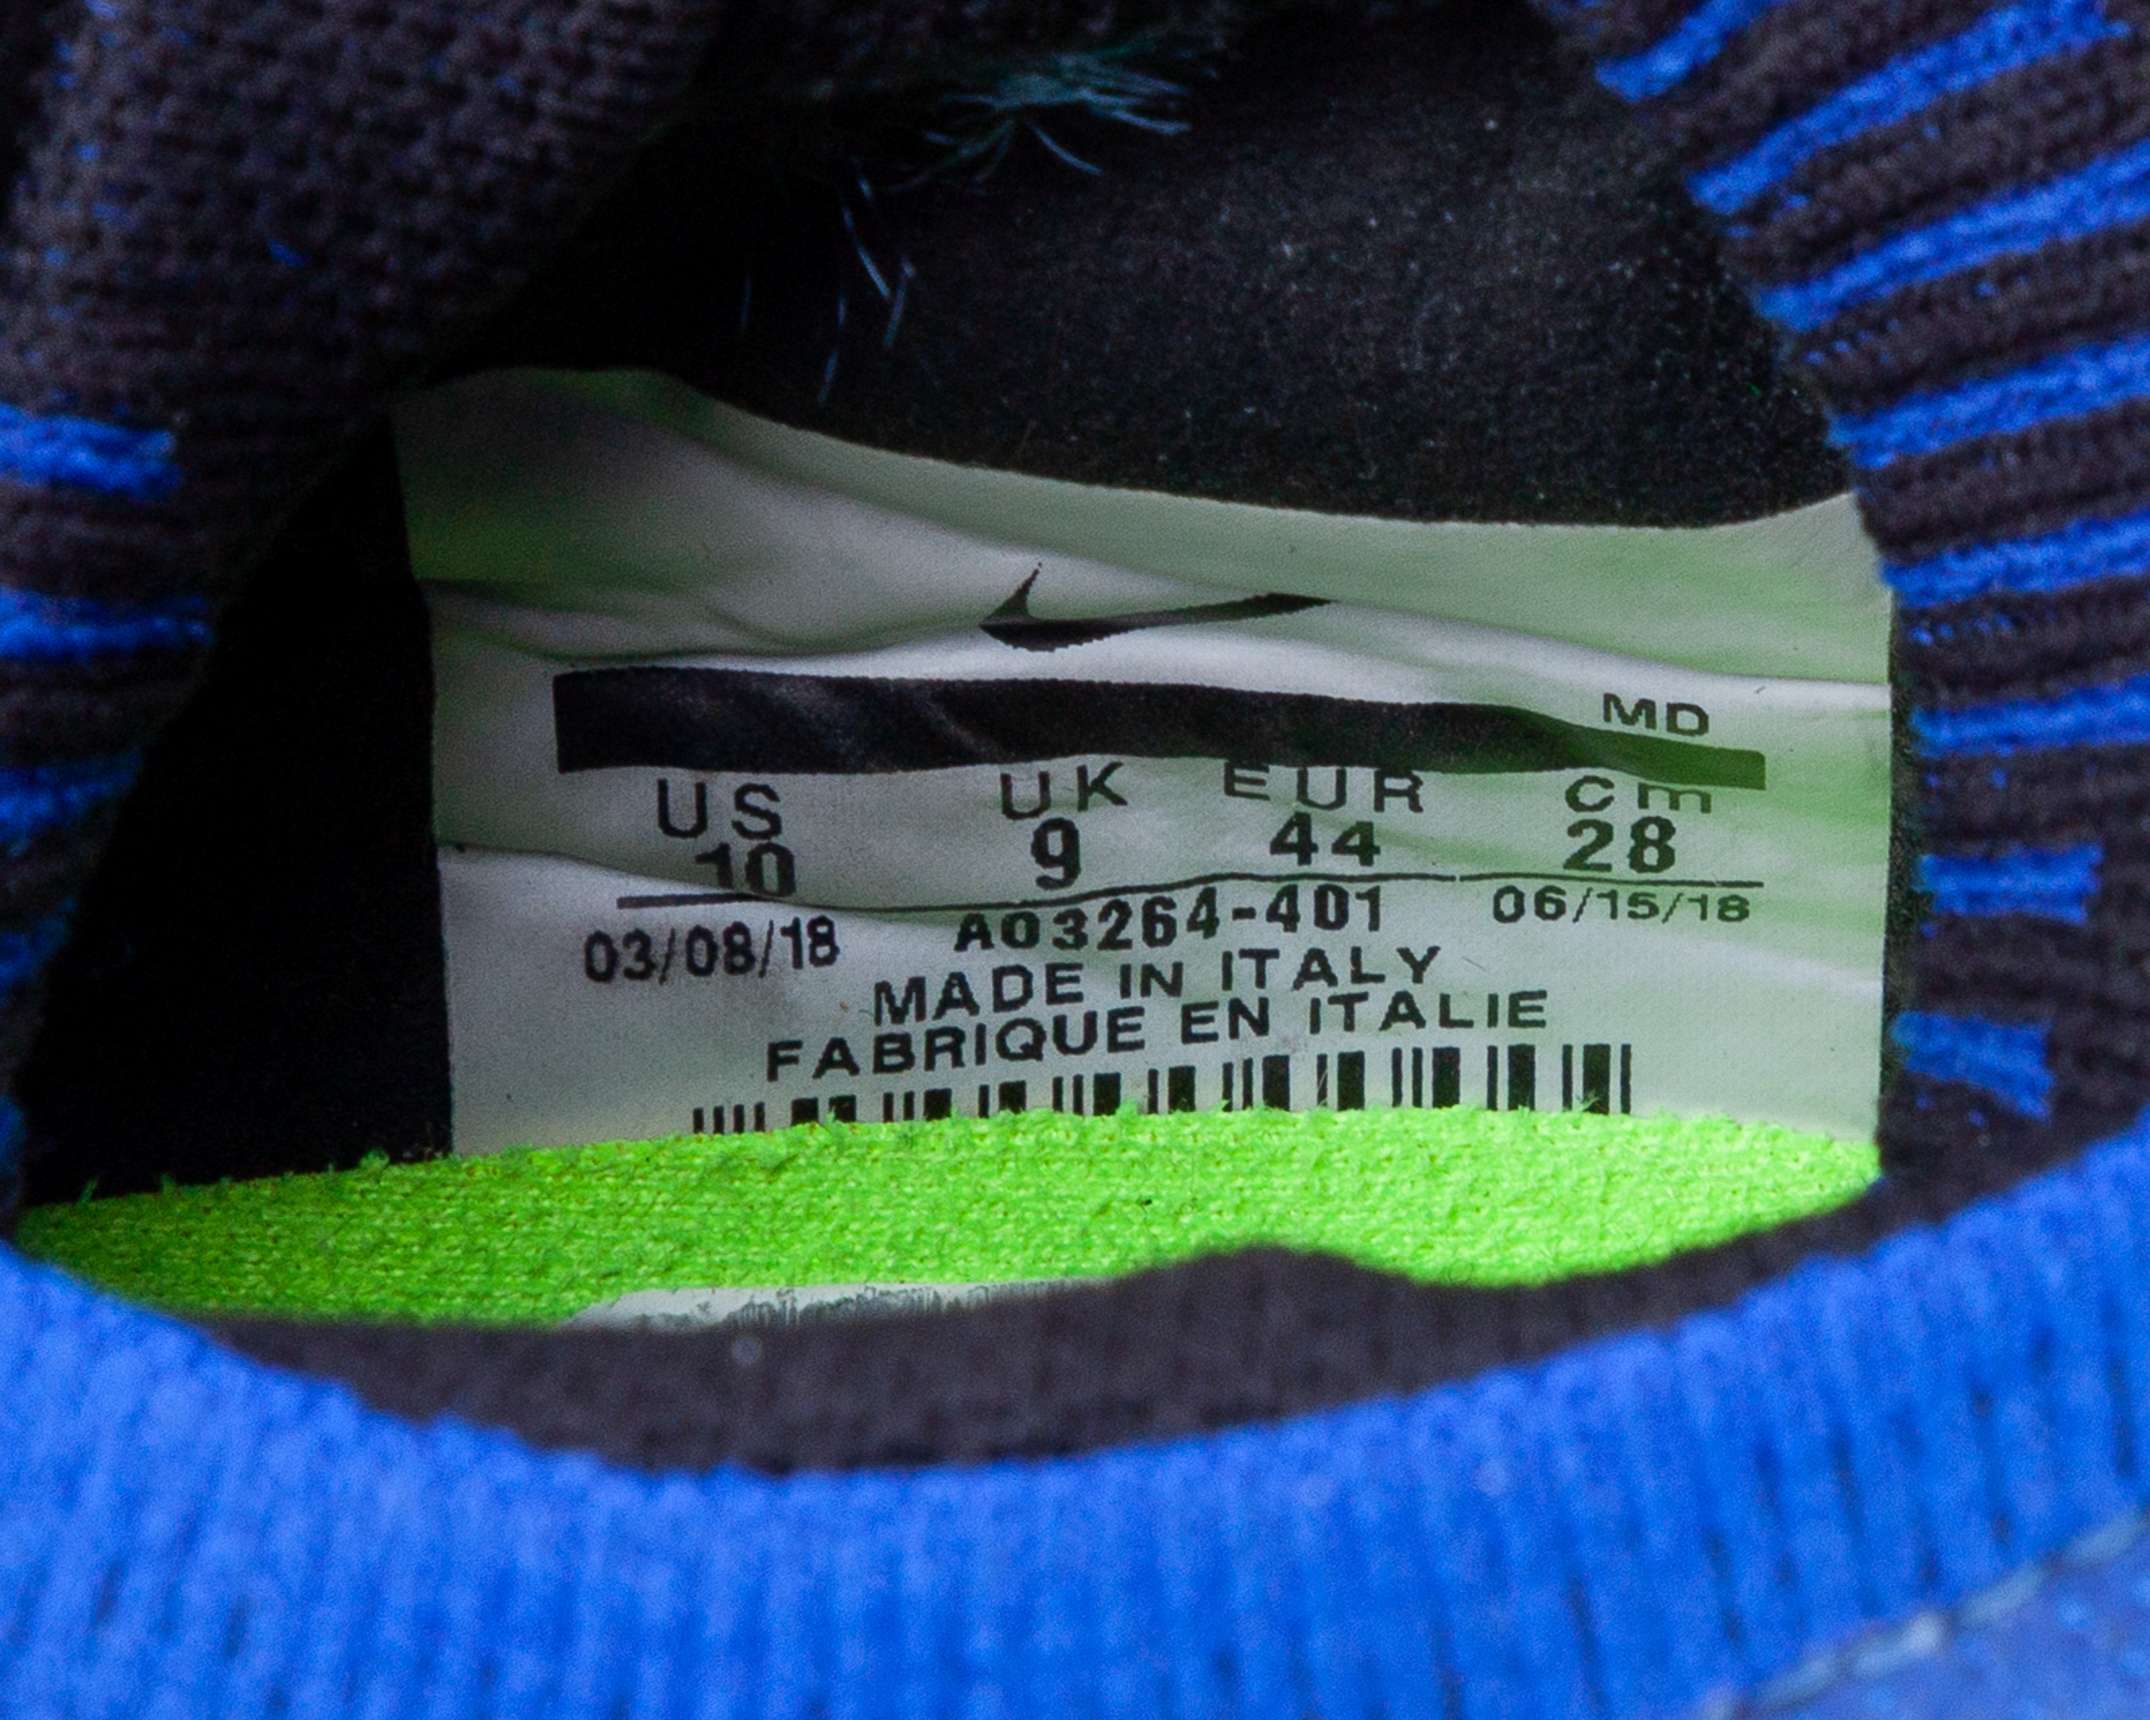 MD
US UK EUR cm
10 9 44 28
03/08/18 AO3264-401 06/15/18
MADE IN ITALY
FABRIQUE EN ITALIE